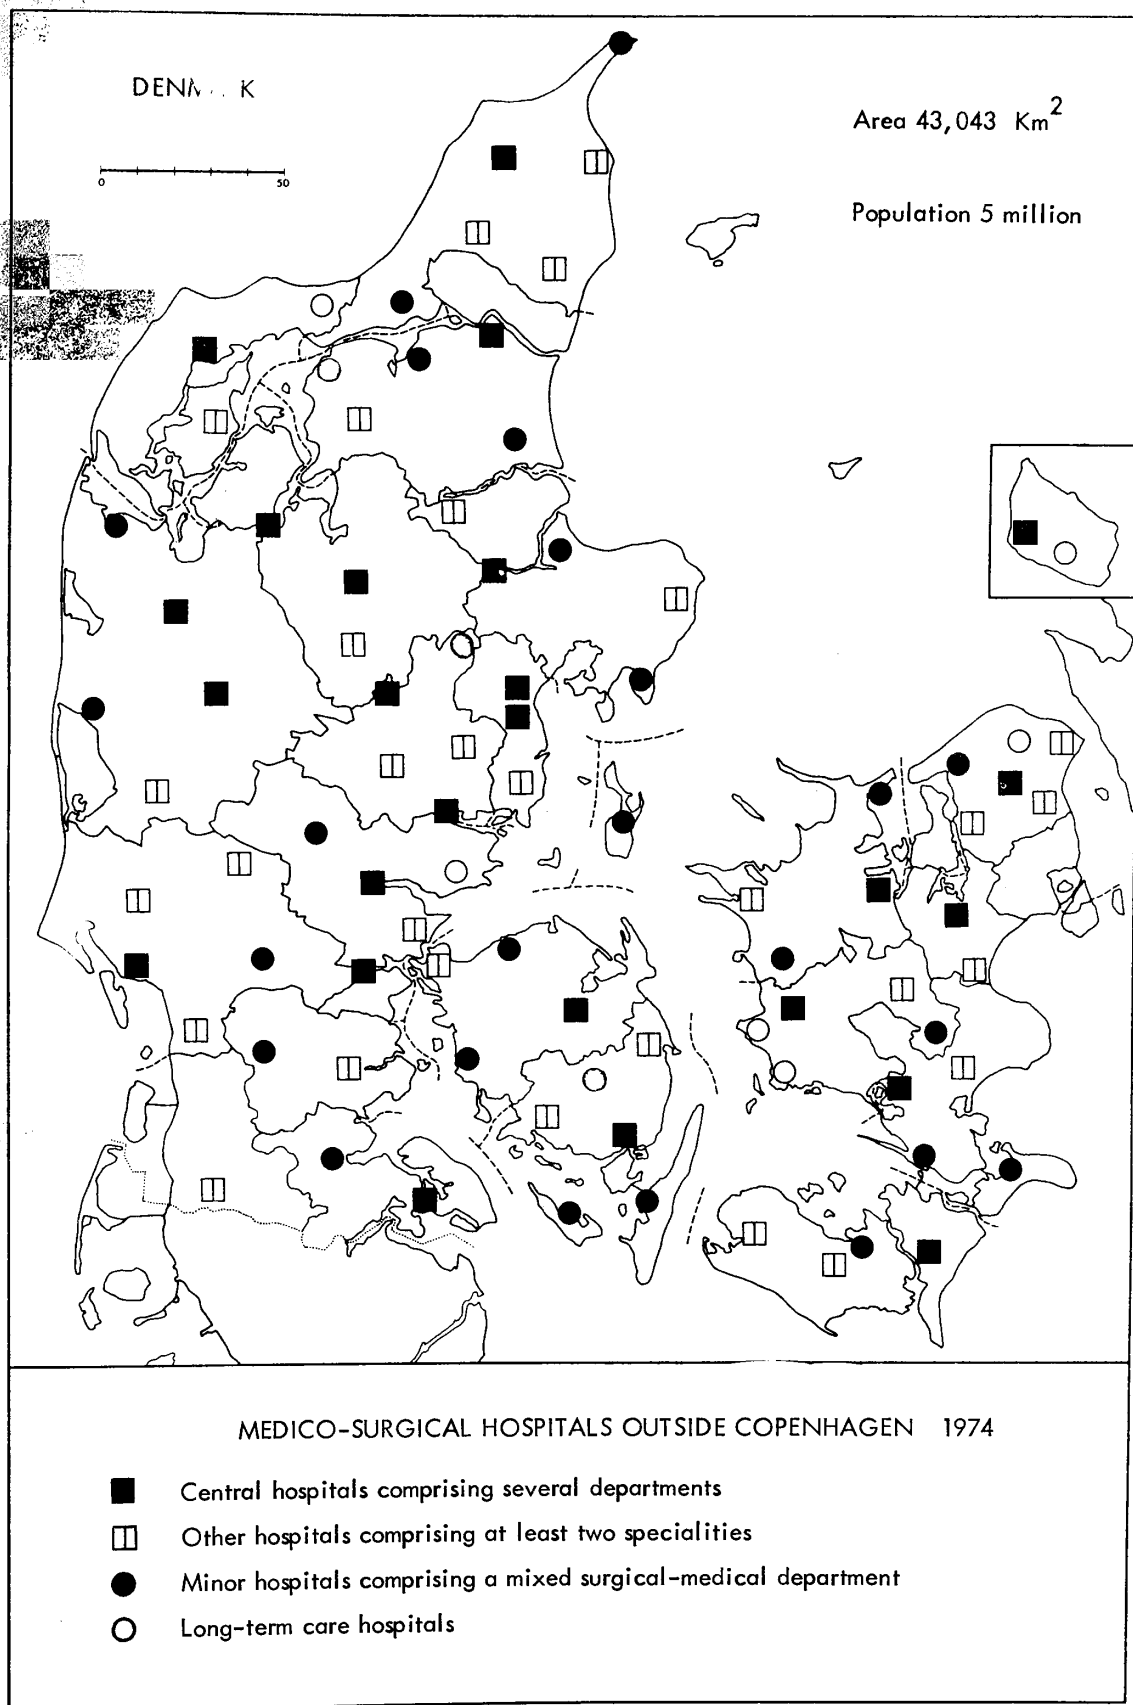 DENM K
Area 43,043 Km2
0 50
Population 5 million
MEDICO-SURGICAL HOSPITALS OUTSIDE COPENHAGEN 1974
Central hospitals comprising several departments
Other hospitals comprising at least two specialities
Minor hospitals comprising a mixed surgical-medical department
Long-term care hospitals